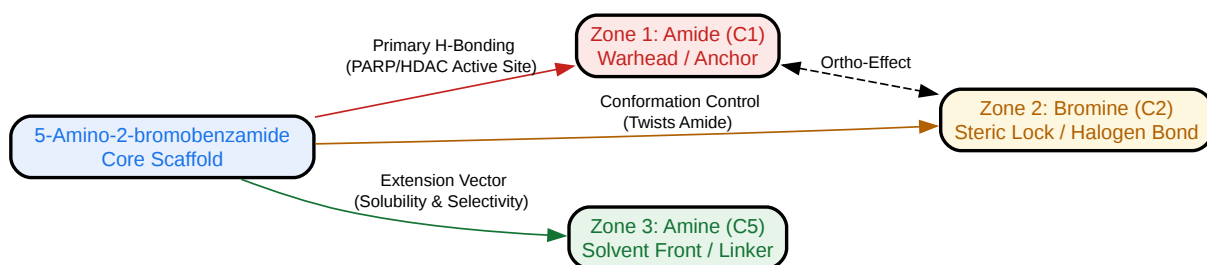 Primary H-Bonding
(PARP/HDAC Active Site)
Zone 1: Amide (C1)
Warhead / Anchor
Ortho-Effect
5-Amino-2-bromobenzamide
Core Scaffold
Conformation Control
(Twists Amide)
Zone 2: Bromine (C2)
Steric Lock / Halogen Bond
Extension Vector
(Solubility & Selectivity)
Zone 3: Amine (C5)
Solvent Front / Linker